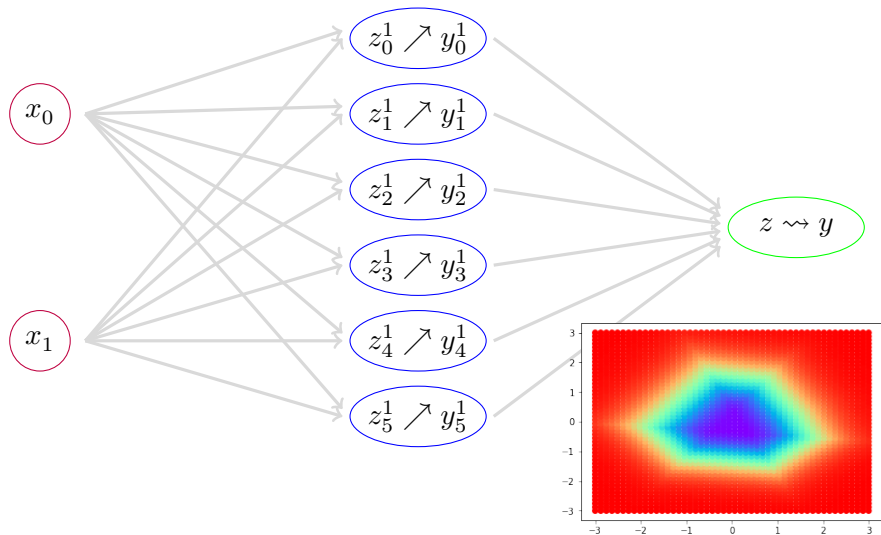 x_0
x_1
z_0^1 ↗ y_0^1
z_1^1 ↗ y_1^1
z_2^1 ↗ y_2^1
z_3^1 ↗ y_3^1
z_4^1 ↗ y_4^1
z_5^1 ↗ y_5^1
z ⇝ y
3
2
1
0
−1
−2
−3
−3 −2 −1 0 1 2 3